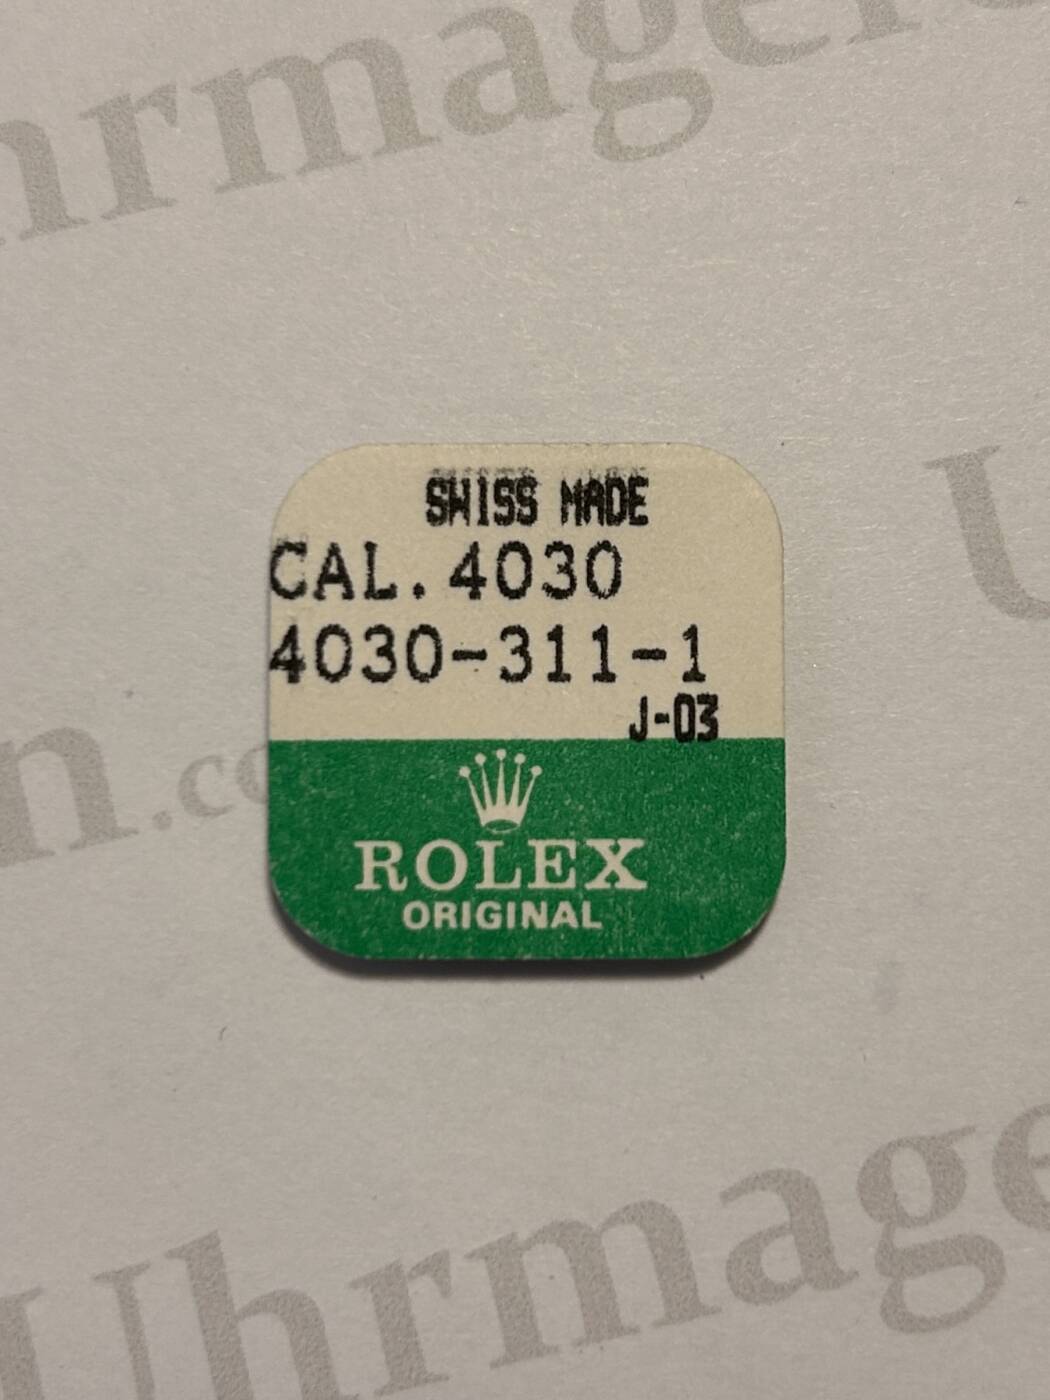 SWISS MADE
CAL. 4030
4030-311-1
J-03
ROLEX
ORIGINAL